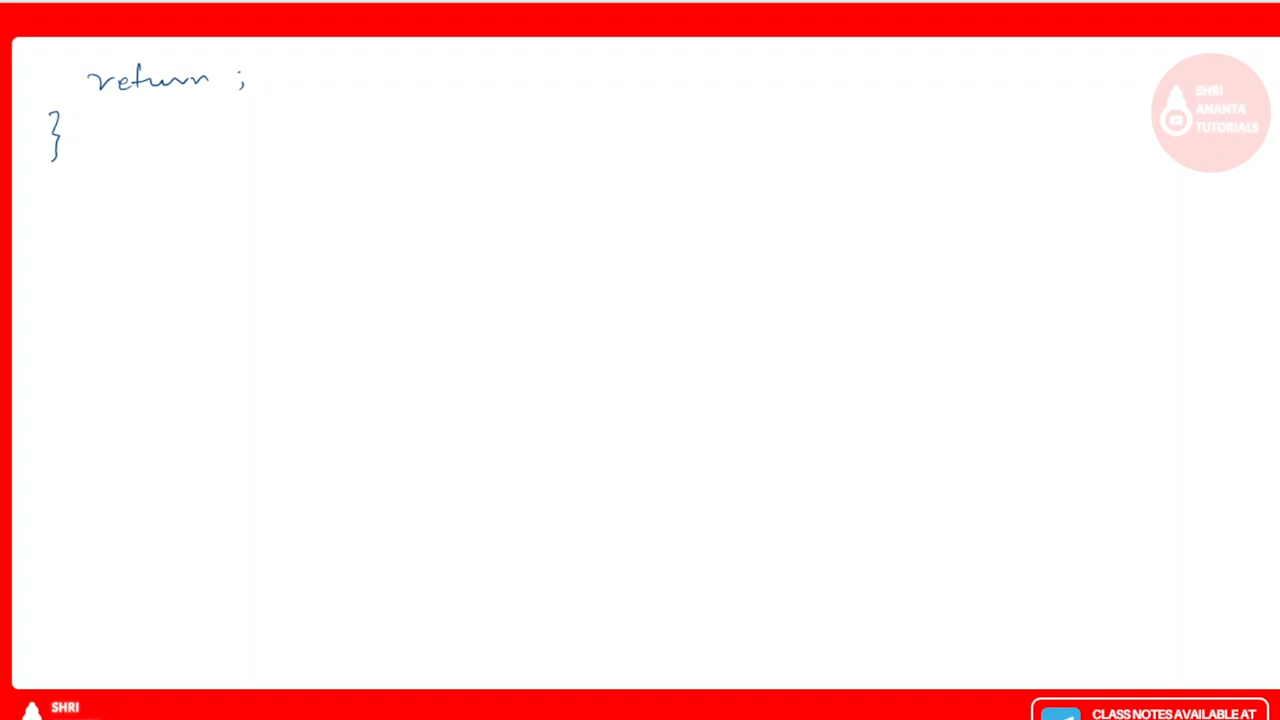 return ;
}
SHRI
ANANTA
TUTORIALS
SHRI
CLASS NOTES AVAILABLE AT